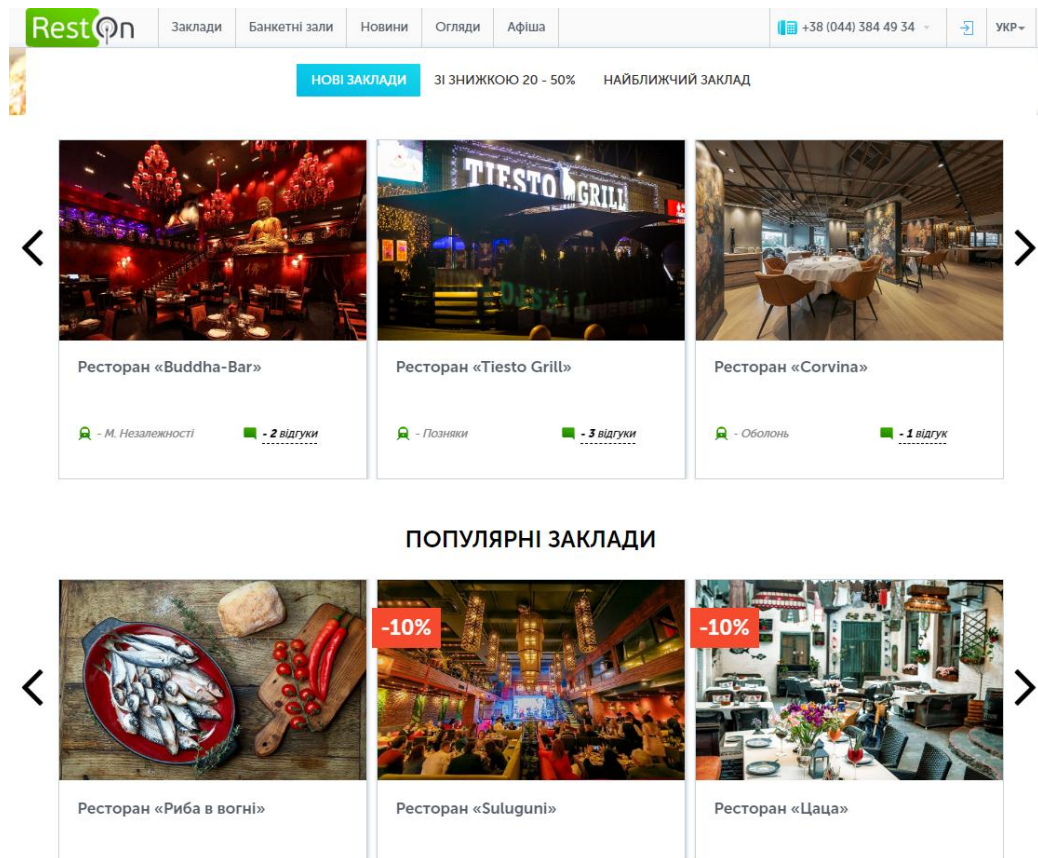 RestOn
Заклади Банкетні зали Новини Огляди Афіша +38 (044) 384 49 34 УКР
НОВІ ЗАКЛАДИ ЗІ ЗНИЖКОЮ 20 - 50% НАЙБЛИЖЧИЙ ЗАКЛАД
TIESTO GRILL
Ресторан «Buddha-Bar» Ресторан «Tiesto Grill» Ресторан «Corvina»
- М. Незалежності - 2 відгуки - Позняки - 3 відгуки - Оболонь - 1 відгук
ПОПУЛЯРНІ ЗАКЛАДИ
-10% -10%
Ресторан «Риба в вогні» Ресторан «Suluguni» Ресторан «Цаца»